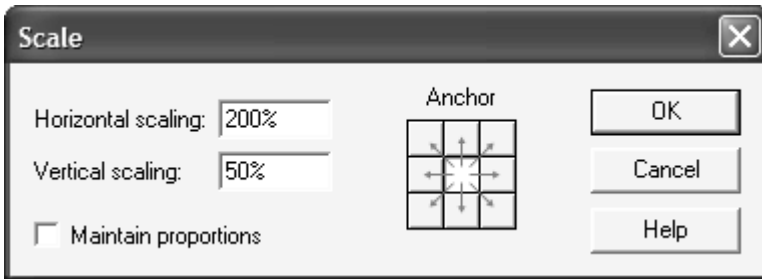 Scale
Horizontal scaling: 200%
Vertical scaling: 50%
Maintain proportions
Anchor
OK
Cancel
Help